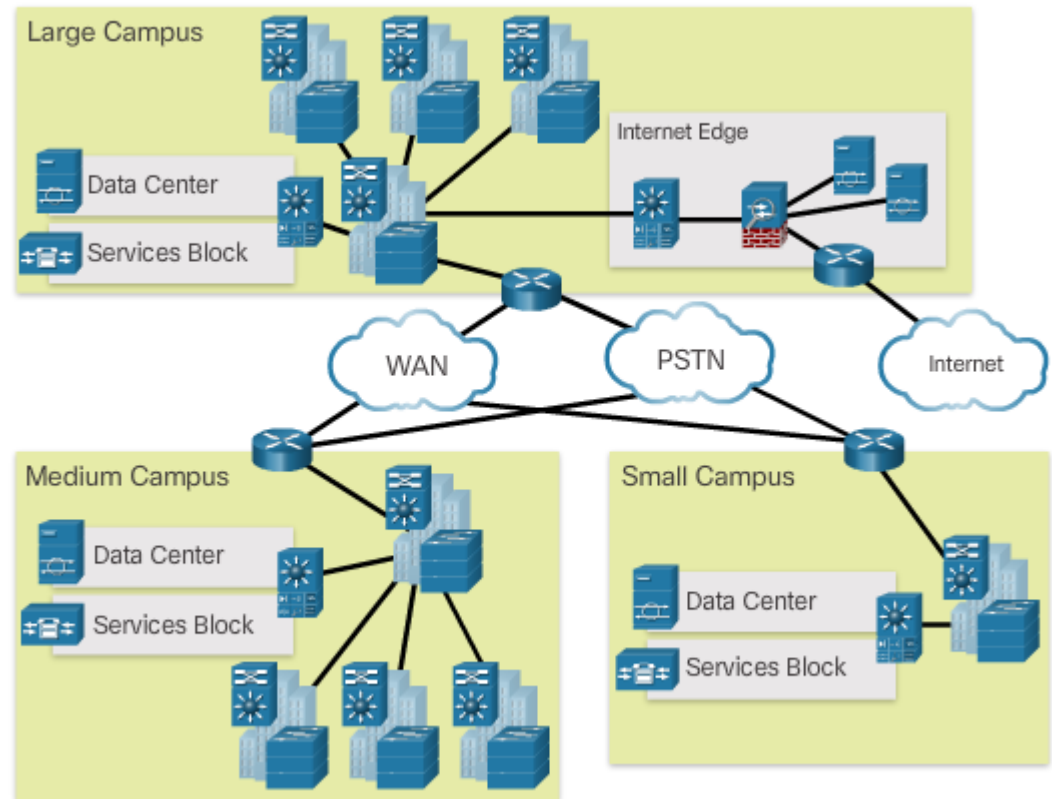 Large Campus
Internet Edge
Data Center
Services Block
WAN
PSTN
Internet
Medium Campus
Small Campus
Data Center
Services Block
Data Center
Services Block